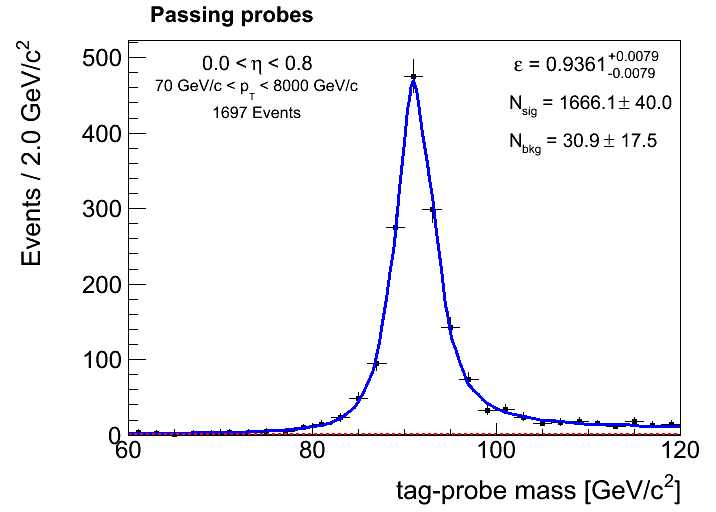 Passing probes
Events / 2.0 GeV/c²
500
400
300
200
100
0
0.0 < η < 0.8
70 GeV/c < p_T < 8000 GeV/c
1697 Events
ε = 0.9361 +0.0079 -0.0079
N_sig = 1666.1 ± 40.0
N_bkg = 30.9 ± 17.5
60 80 100 120
tag-probe mass [GeV/c²]